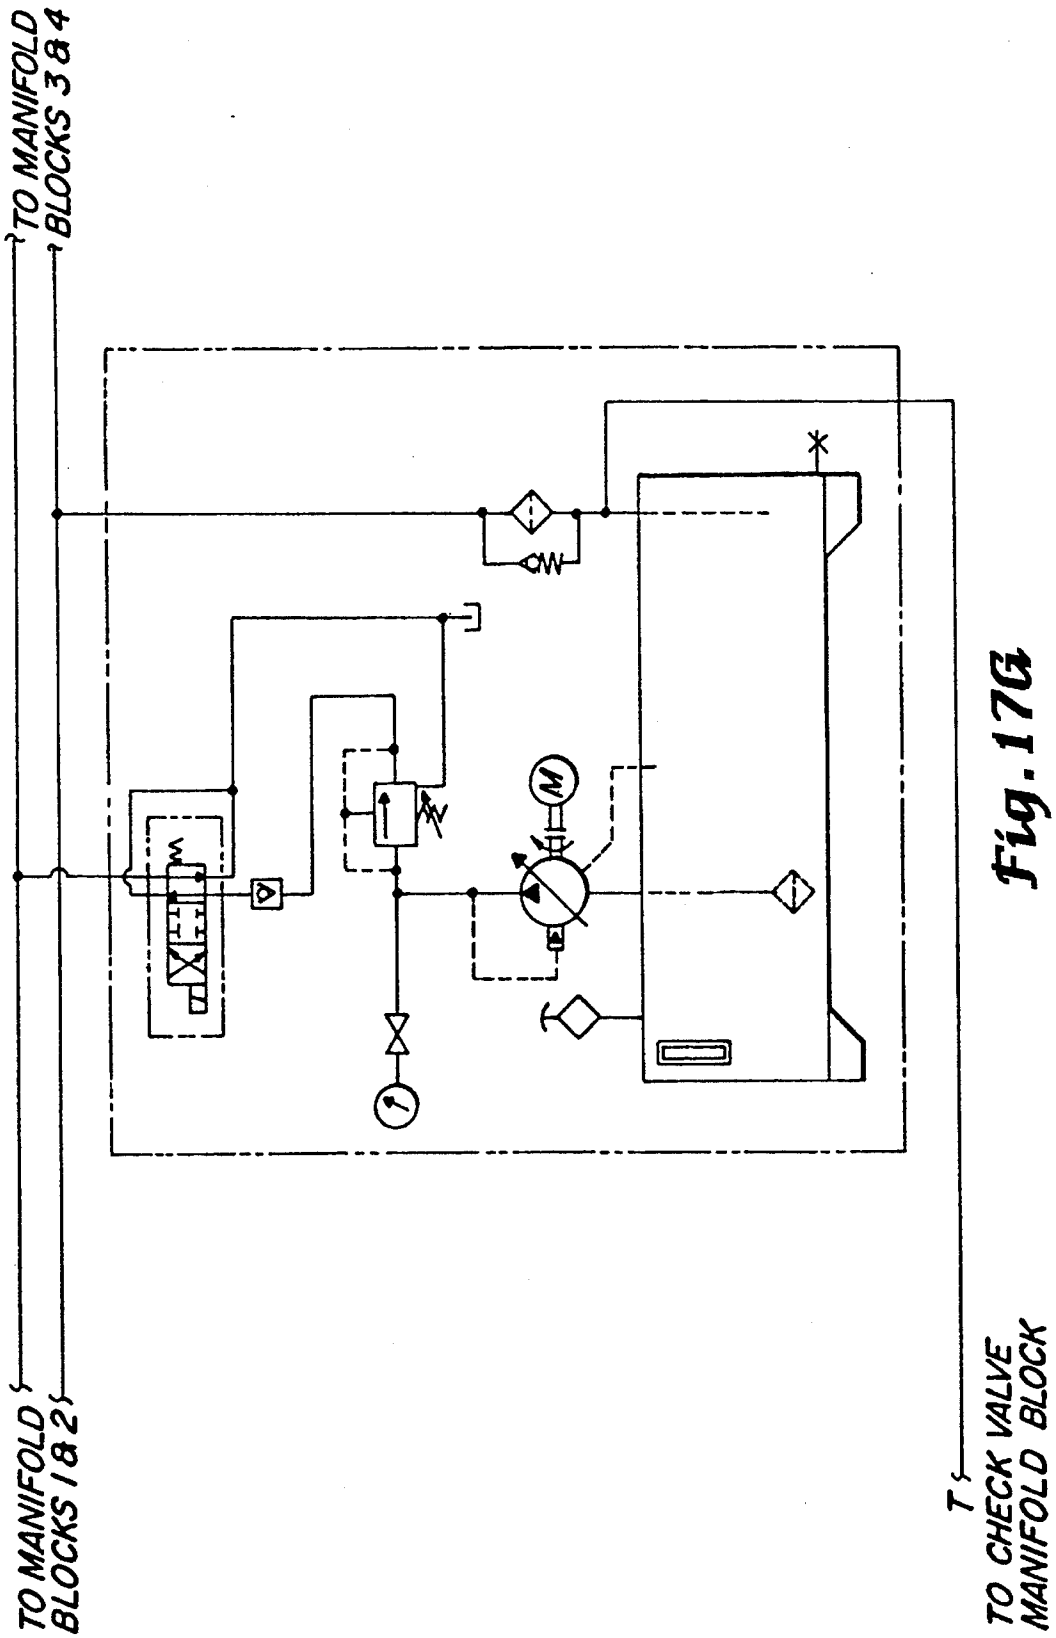 TO MANIFOLD
BLOCKS 1 & 2
TO MANIFOLD
BLOCKS 3 & 4
M
T
TO CHECK VALVE
MANIFOLD BLOCK
Fig. 17G